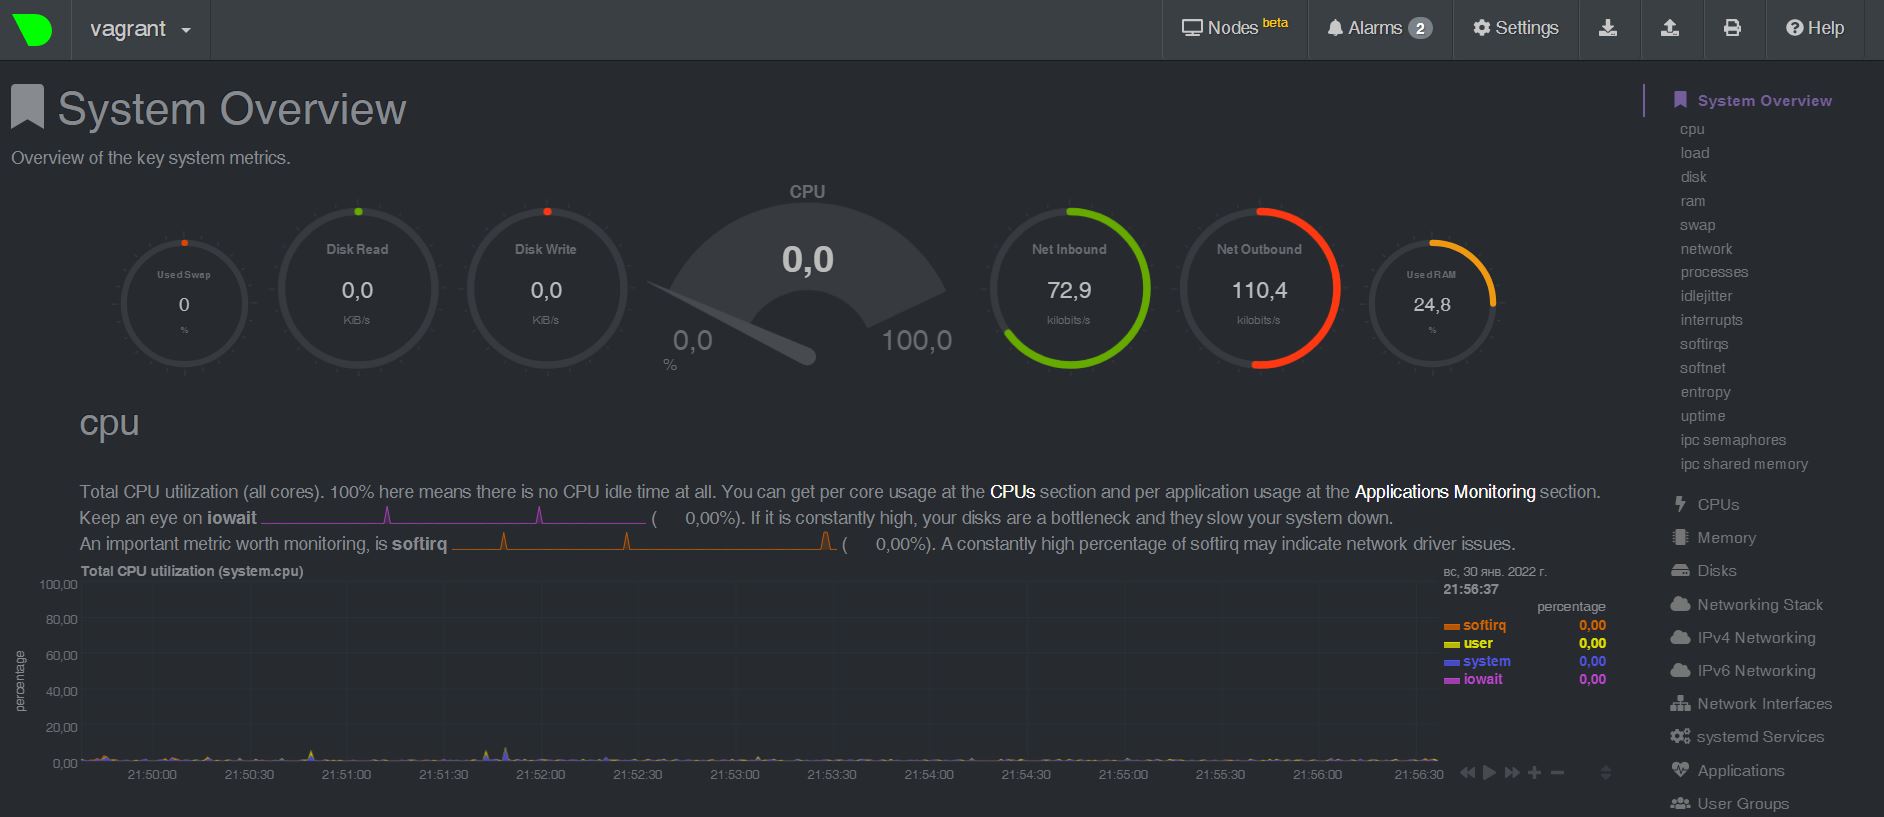 vagrant
Nodes beta
Alarms 2
Settings
Help
System Overview
Overview of the key system metrics.
Used Swap
0
%
Disk Read
0,0
KiB/s
Disk Write
0,0
KiB/s
CPU
0,0
0,0
100,0
%
Net Inbound
72,9
kilobits/s
Net Outbound
110,4
kilobits/s
Used RAM
24,8
%
cpu
Total CPU utilization (all cores). 100% here means there is no CPU idle time at all. You can get per core usage at the CPUs section and per application usage at the Applications Monitoring section.
Keep an eye on iowait ( 0,00%). If it is constantly high, your disks are a bottleneck and they slow your system down.
An important metric worth monitoring, is softirq ( 0,00%). A constantly high percentage of softirq may indicate network driver issues.
Total CPU utilization (system.cpu)
percentage
100,00
80,00
60,00
40,00
20,00
0,00
21:50:00 21:50:30 21:51:00 21:51:30 21:52:00 21:52:30 21:53:00 21:53:30 21:54:00 21:54:30 21:55:00 21:55:30 21:56:00 21:56:30
вс, 30 янв. 2022 г.
21:56:37
percentage
softirq 0,00
user 0,00
system 0,00
iowait 0,00
System Overview
cpu
load
disk
ram
swap
network
processes
idlejitter
interrupts
softirqs
softnet
entropy
uptime
ipc semaphores
ipc shared memory
CPUs
Memory
Disks
Networking Stack
IPv4 Networking
IPv6 Networking
Network Interfaces
systemd Services
Applications
User Groups